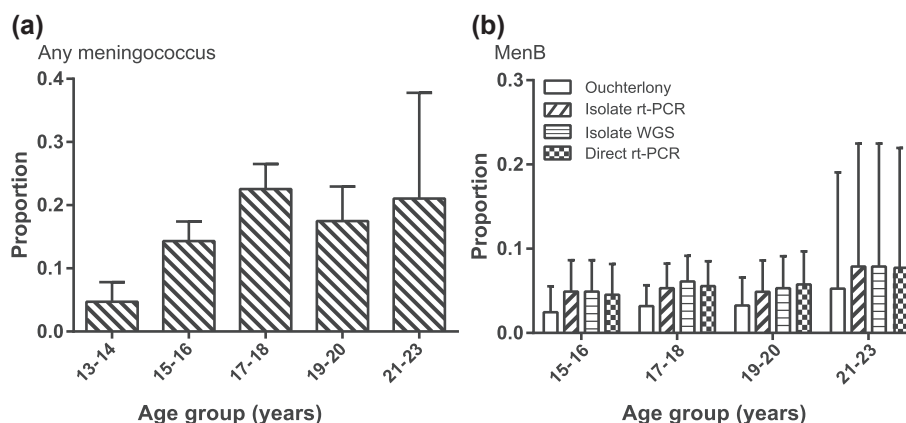 (a)
Any meningococcus
0.4
0.3
0.2
0.1
0.0
Proportion
13-14
15-16
17-18
19-20
21-23
Age group (years)
(b)
MenB
0.3
0.2
0.1
0.0
Proportion
Ouchterlony
Isolate rt-PCR
Isolate WGS
Direct rt-PCR
15-16
17-18
19-20
21-23
Age group (years)